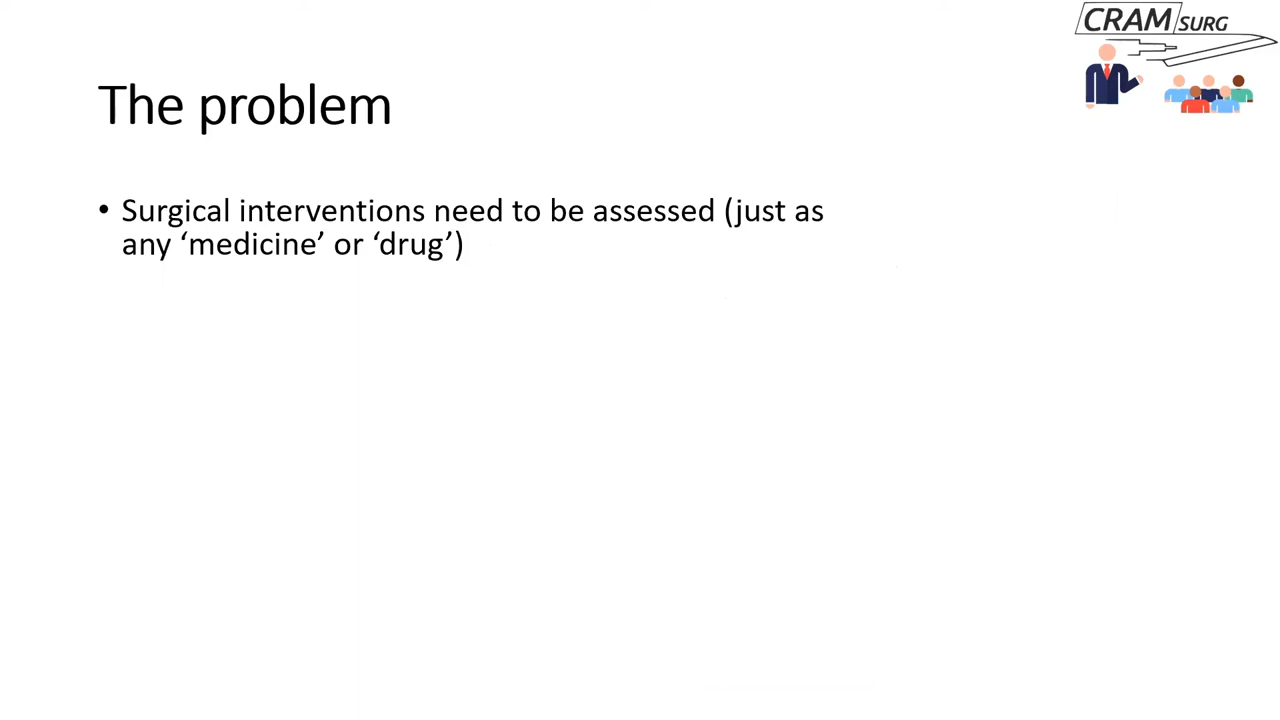 CRAM SURG
The problem
• Surgical interventions need to be assessed (just as
any ‘medicine’ or ‘drug’)